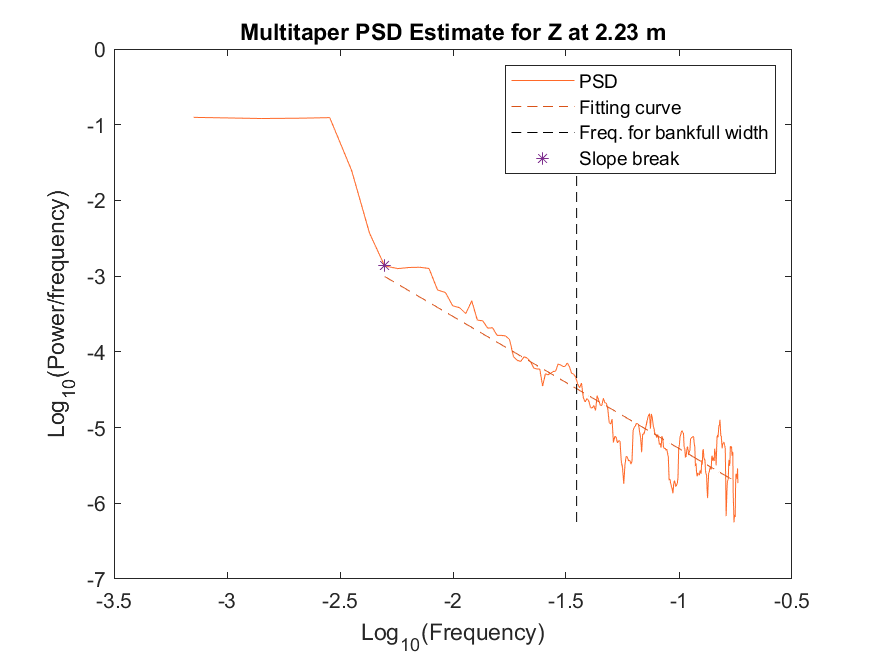 Multitaper PSD Estimate for Z at 2.23 m
PSD
Fitting curve
Freq. for bankfull width
Slope break
Log10(Power/frequency)
0
-1
-2
-3
-4
-5
-6
-7
-3.5 -3 -2.5 -2 -1.5 -1 -0.5
Log10(Frequency)